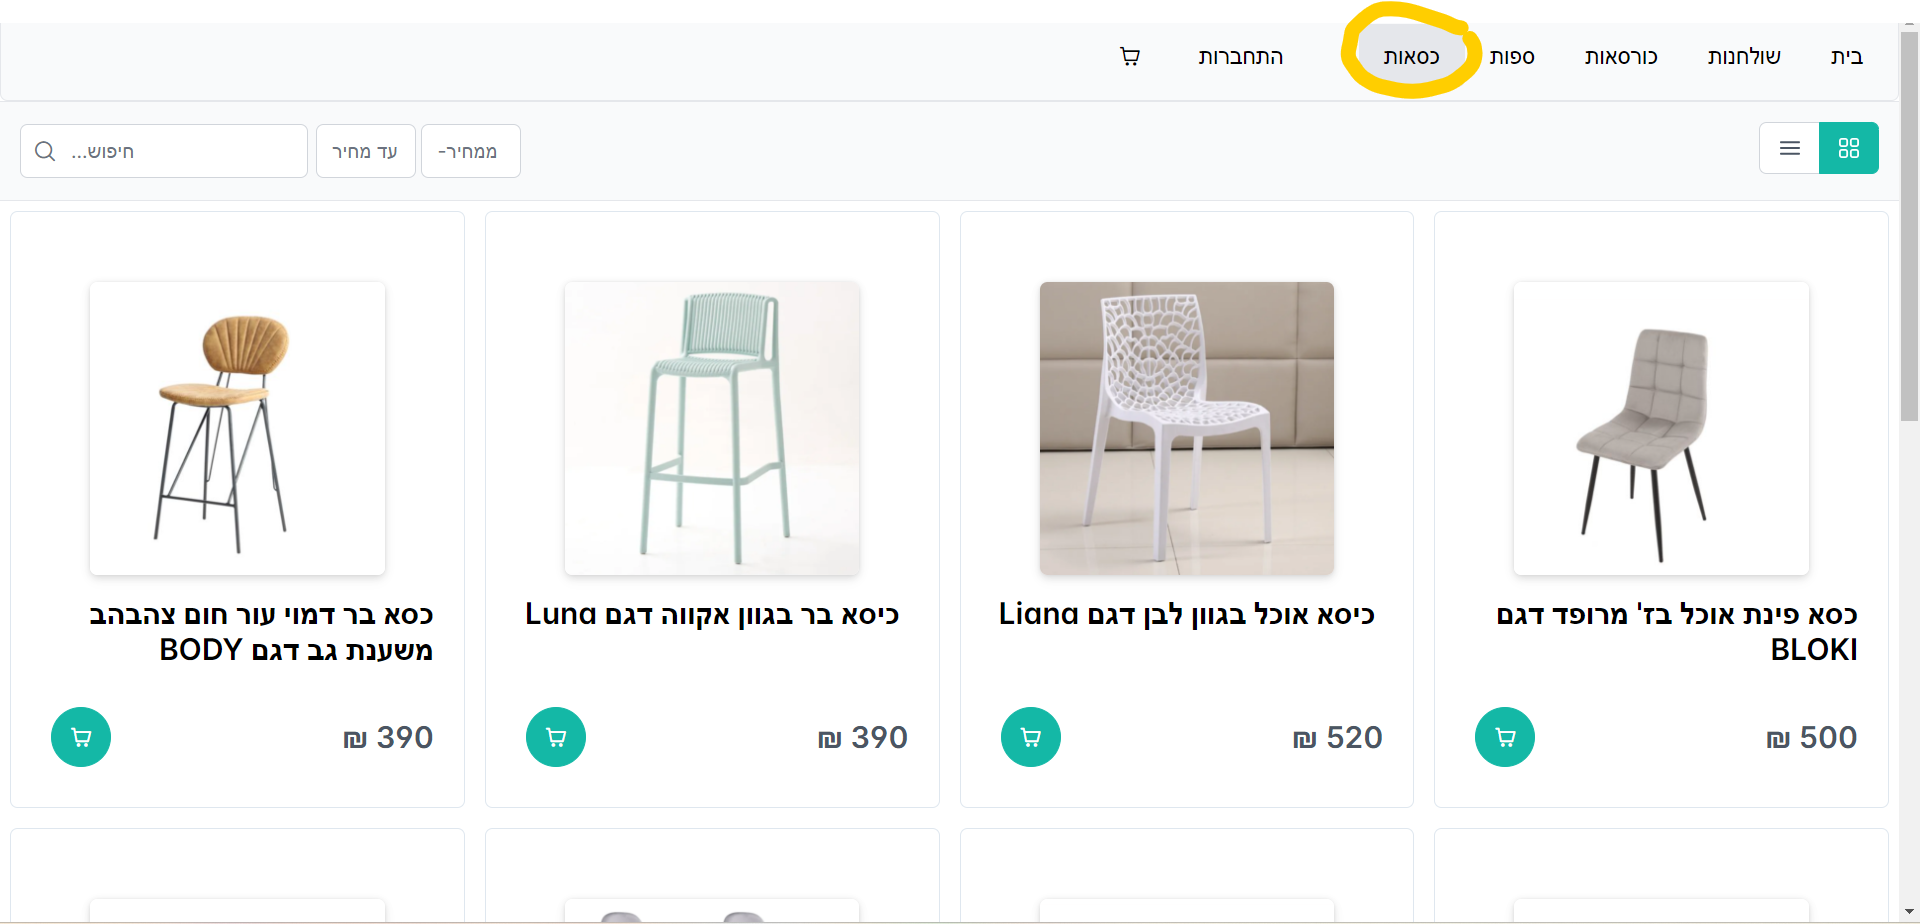 בית שולחנות כורסאות ספות כסאות התחברות
ממחיר- עד מחיר חיפוש...
כסא פינת אוכל בז' מרופד דגם
BLOKI
500 ₪
כיסא אוכל בגוון לבן דגם Liana
520 ₪
כיסא בר בגוון אקווה דגם Luna
390 ₪
כסא בר דמוי עור חום צהבהב
משענת גב דגם BODY
390 ₪